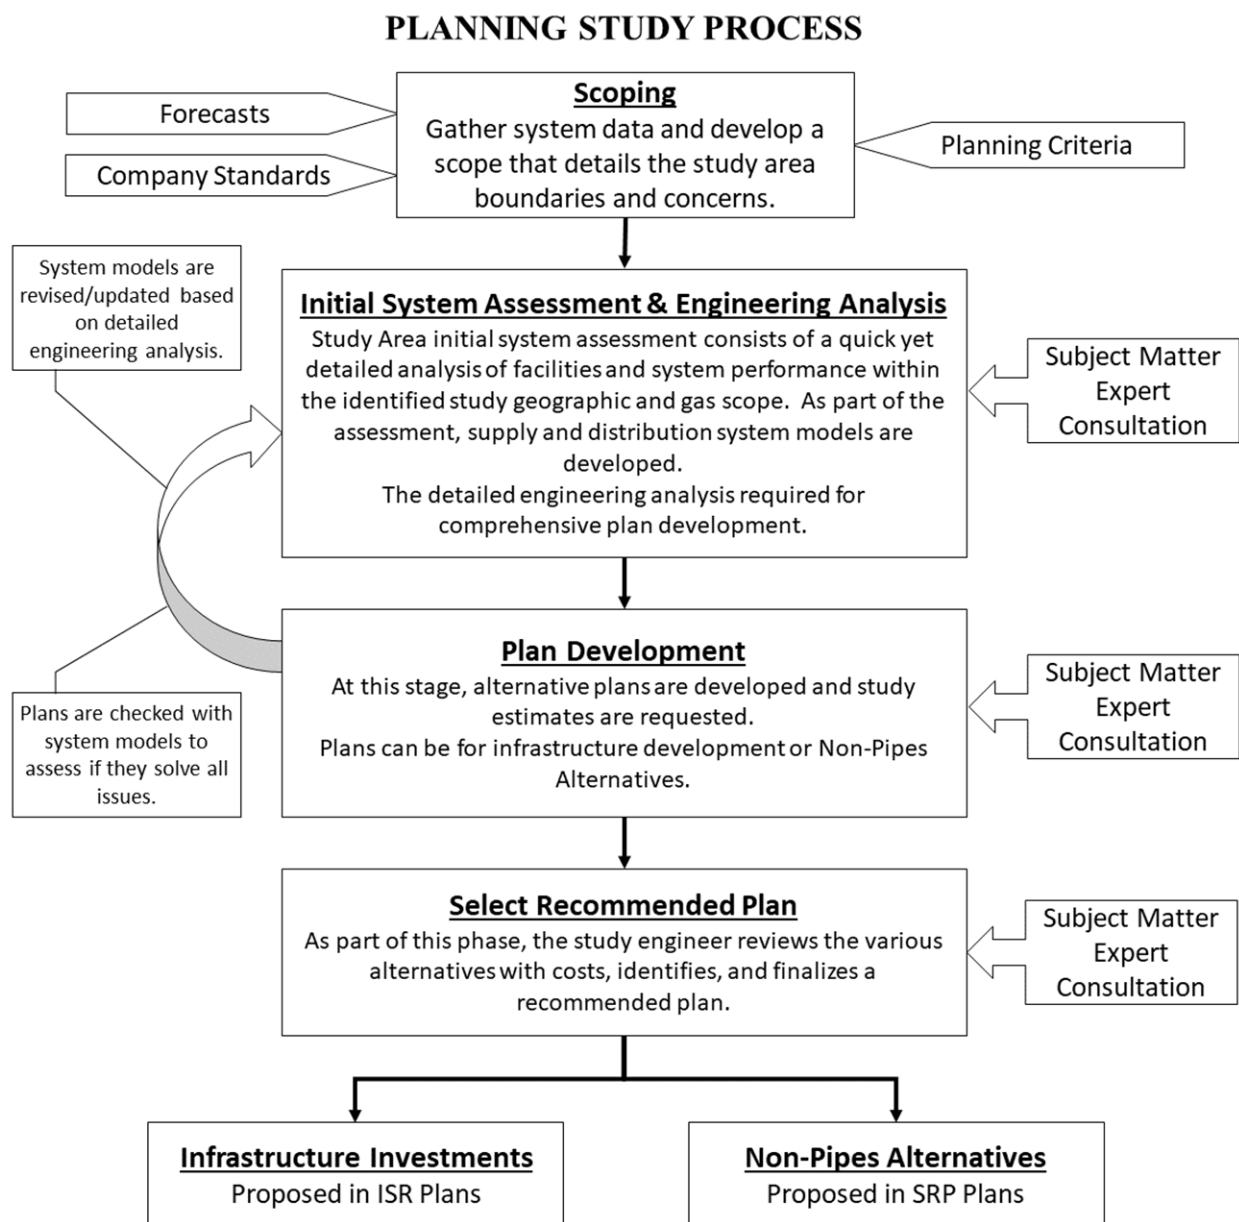 PLANNING STUDY PROCESS
Scoping
Gather system data and develop a
scope that details the study area
boundaries and concerns.
Forecasts
Company Standards
Planning Criteria
System models are
revised/updated based
on detailed
engineering analysis.
Initial System Assessment & Engineering Analysis
Study Area initial system assessment consists of a quick yet
detailed analysis of facilities and system performance within
the identified study geographic and gas scope. As part of the
assessment, supply and distribution system models are
developed.
The detailed engineering analysis required for
comprehensive plan development.
Subject Matter
Expert
Consultation
Plan Development
At this stage, alternative plans are developed and study
estimates are requested.
Plans can be for infrastructure development or Non-Pipes
Alternatives.
Subject Matter
Expert
Consultation
Plans are checked with
system models to
assess if they solve all
issues.
Select Recommended Plan
As part of this phase, the study engineer reviews the various
alternatives with costs, identifies, and finalizes a
recommended plan.
Subject Matter
Expert
Consultation
Infrastructure Investments
Proposed in ISR Plans
Non-Pipes Alternatives
Proposed in SRP Plans